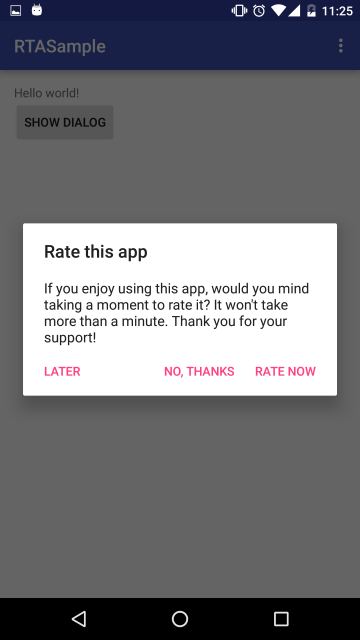 11:25
RTASample
Hello world!
SHOW DIALOG
Rate this app
If you enjoy using this app, would you mind
taking a moment to rate it? It won't take
more than a minute. Thank you for your
support!
LATER NO, THANKS RATE NOW